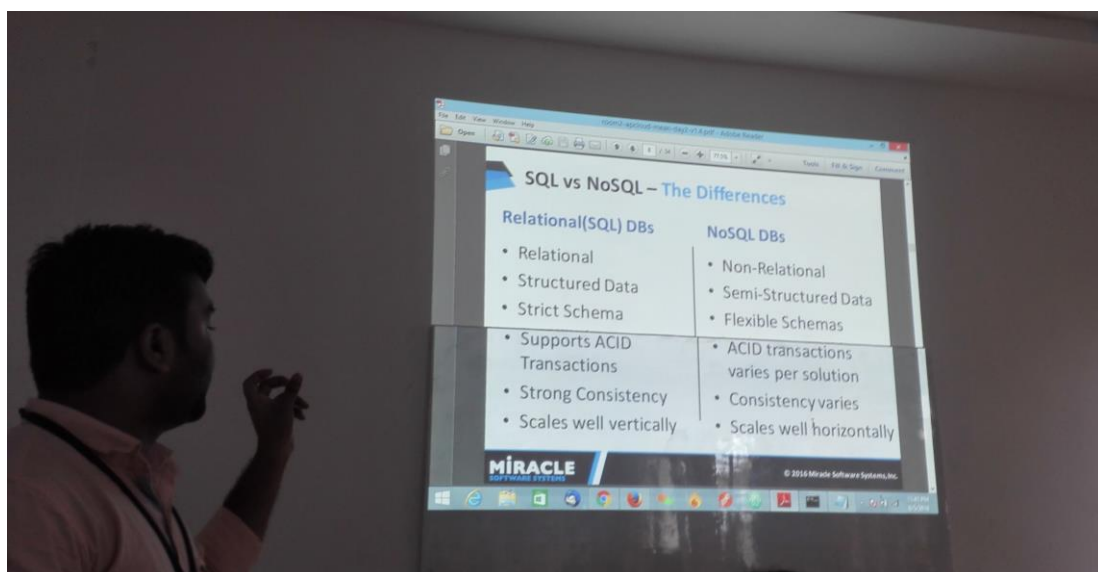 File Edit View Window Help
Adobe Reader
Open
Tools Fill & Sign Comment
SQL vs NoSQL – The Differences
Relational(SQL) DBs
• Relational
• Structured Data
• Strict Schema
• Supports ACID
Transactions
• Strong Consistency
• Scales well vertically
NoSQL DBs
• Non-Relational
• Semi-Structured Data
• Flexible Schemas
• ACID transactions
varies per solution
• Consistency varies
• Scales well horizontally
MIRACLE
SOFTWARE SYSTEMS
© 2016 Miracle Software Systems, Inc.